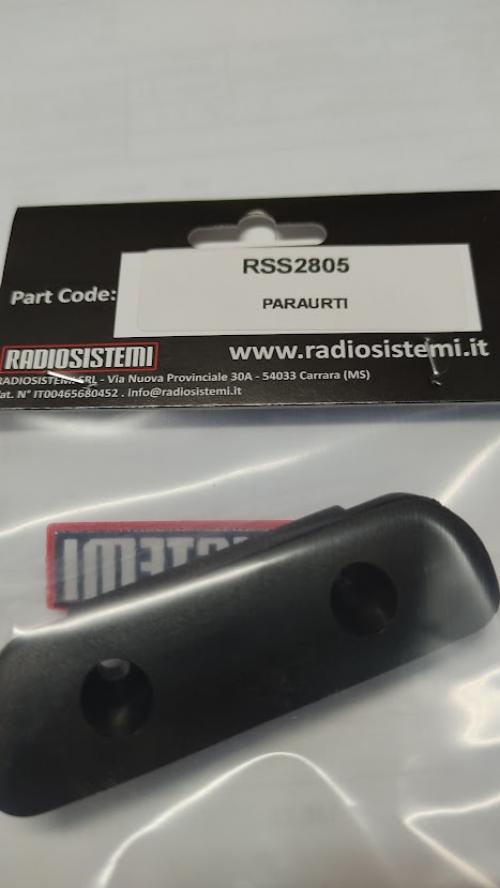 RSS2805
Part Code:
PARAURTI
RADIOSISTEMI www.radiosistemi.it
RADIOSISTEMI SRL - Via Nuova Provinciale 30A - 54033 Carrara (MS)
N° IT00465680452 . info@radiosistemi.it